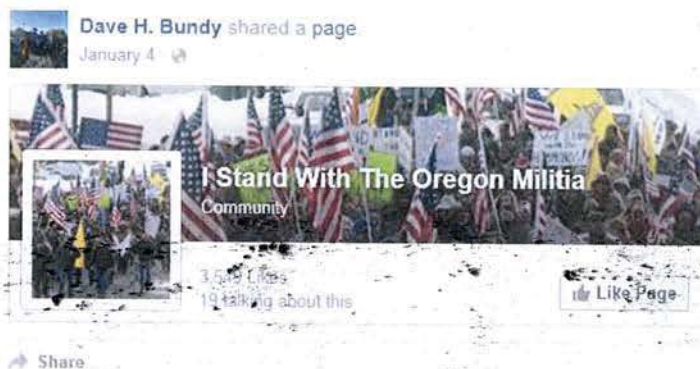 Dave H. Bundy shared a page
January 4
I Stand With The Oregon Militia
Community
Likes
19 talking about this
Like Page
Share